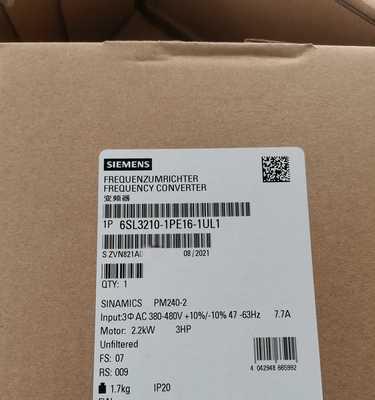 SIEMENS
FREQUENZUMRICHTER
FREQUENCY CONVERTER
变频器
1P 6SL3210-1PE16-1UL1
S ZVN821A 08/2021
QTY: 1
SINAMICS PM240-2
Input:3Φ AC 380-480V +10%/-10% 47 -63Hz 7.7A
Motor: 2.2kW 3HP
Unfiltered
FS: 07
RS: 009
4 042948 665992
1.7kg IP20